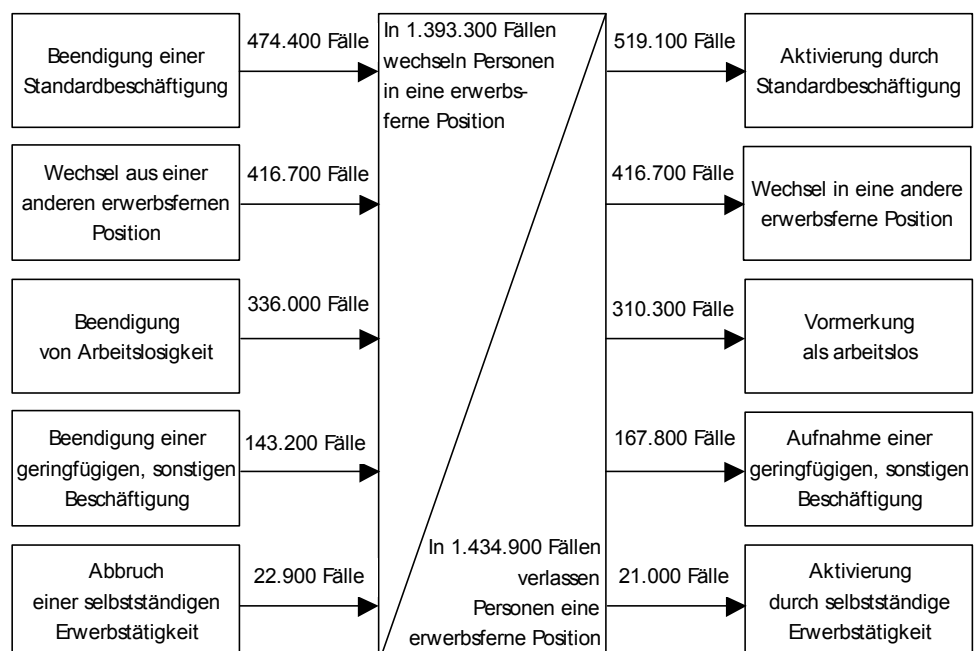 Beendigung einer
Standardbeschäftigung
474.400 Fälle
In 1.393.300 Fällen
wechseln Personen
in eine erwerbs-
ferne Position
519.100 Fälle
Aktivierung durch
Standardbeschäftigung
Wechsel aus einer
anderen erwerbsfernen
Position
416.700 Fälle
416.700 Fälle
Wechsel in eine andere
erwerbsferne Position
Beendigung
von Arbeitslosigkeit
336.000 Fälle
310.300 Fälle
Vormerkung
als arbeitslos
Beendigung einer
geringfügigen, sonstigen
Beschäftigung
143.200 Fälle
167.800 Fälle
Aufnahme einer
geringfügigen, sonstigen
Beschäftigung
Abbruch
einer selbstständigen
Erwerbstätigkeit
22.900 Fälle
In 1.434.900 Fällen
verlassen
Personen eine
erwerbsferne Position
21.000 Fälle
Aktivierung
durch selbstständige
Erwerbstätigkeit